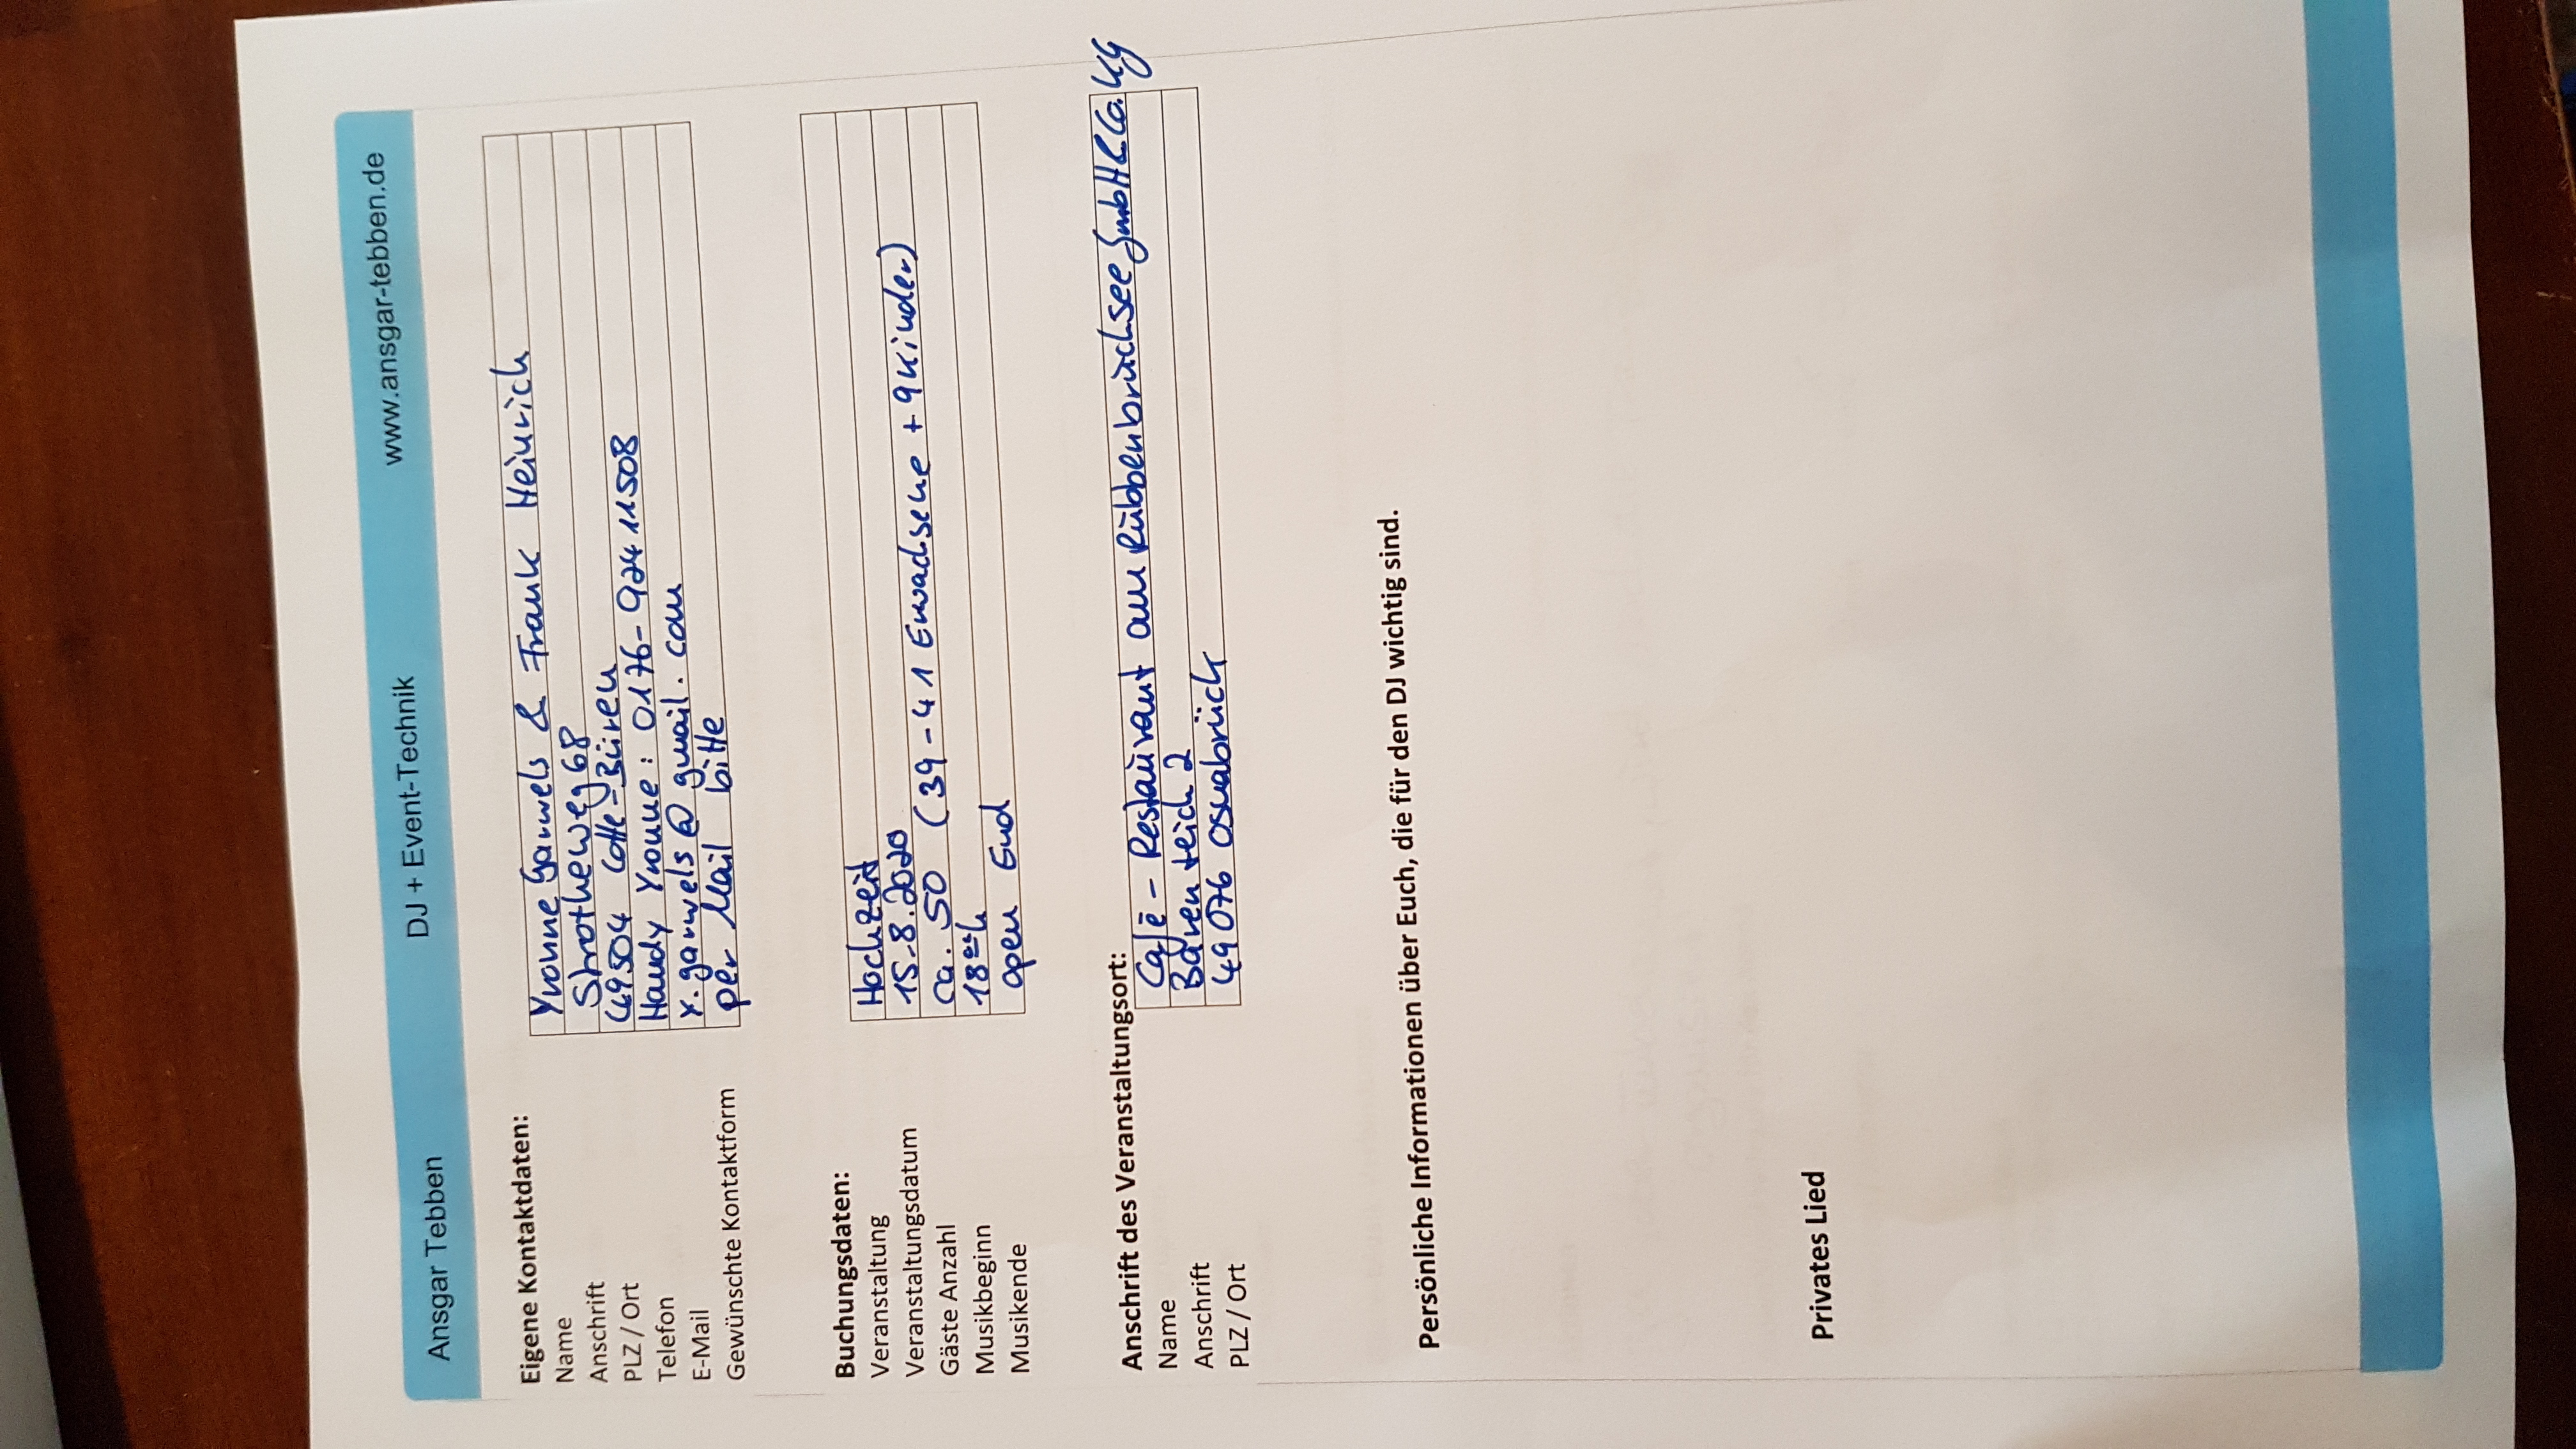 Ansgar Tebben DJ + Event-Technik www.ansgar-tebben.de
Eigene Kontaktdaten:
Name Yvonne Garwels & Frank Heinrich
Anschrift Strotheweg 68
PLZ / Ort 49504 Lotte-Büren
Telefon Handy Yvonne: 0176-92411508
E-Mail y.garwels@gmail.com
Gewünschte Kontaktform per Mail bitte
Buchungsdaten:
Veranstaltung Hochzeit
Veranstaltungsdatum 15.8.2020
Gäste Anzahl ca. 50 (39-41 Erwachsene + 9 Kinder)
Musikbeginn 18 h
Musikende open End
Anschrift des Veranstaltungsort:
Name Café - Restaurant am Rubbenbruchsee GmbH & Co. KG
Anschrift Barenteich 2
PLZ / Ort 49076 Osnabrück
Persönliche Informationen über Euch, die für den DJ wichtig sind.
Privates Lied